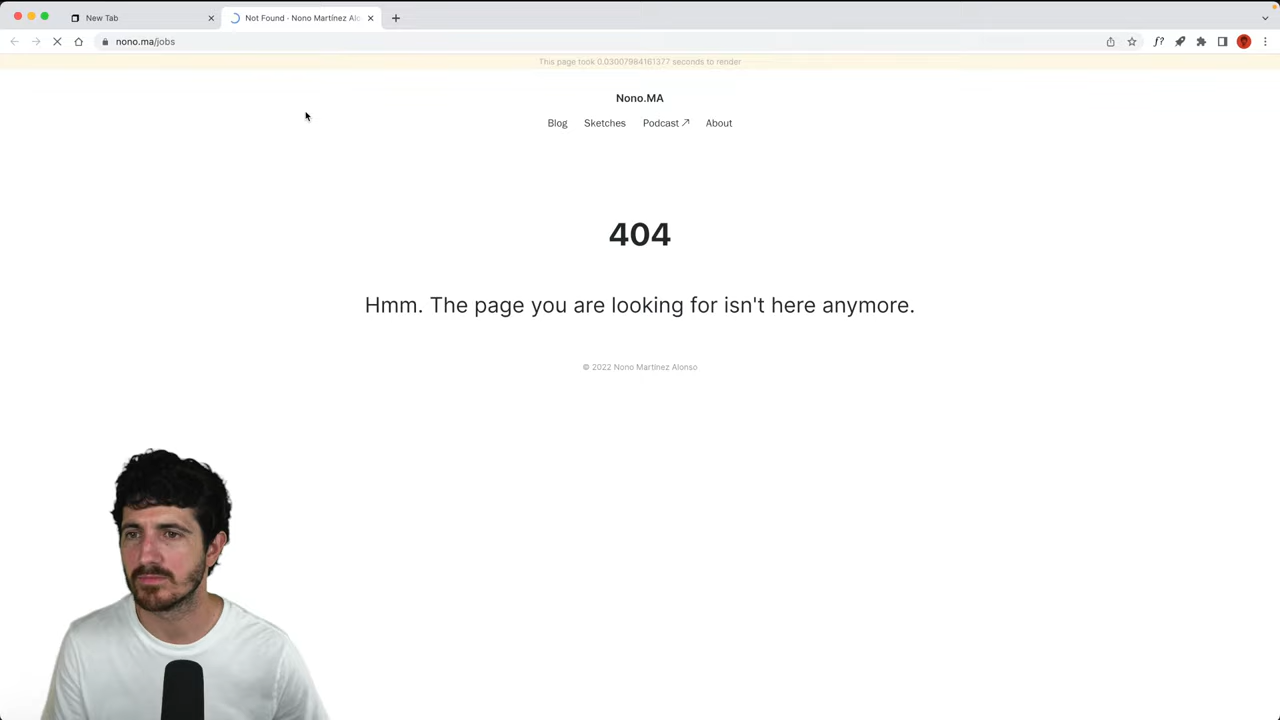 New Tab
Not Found - Nono Martínez Alo
nono.ma/jobs
This page took 0.03007984161377 seconds to render
Nono.MA
Blog Sketches Podcast ↗ About
404
Hmm. The page you are looking for isn't here anymore.
© 2022 Nono Martínez Alonso